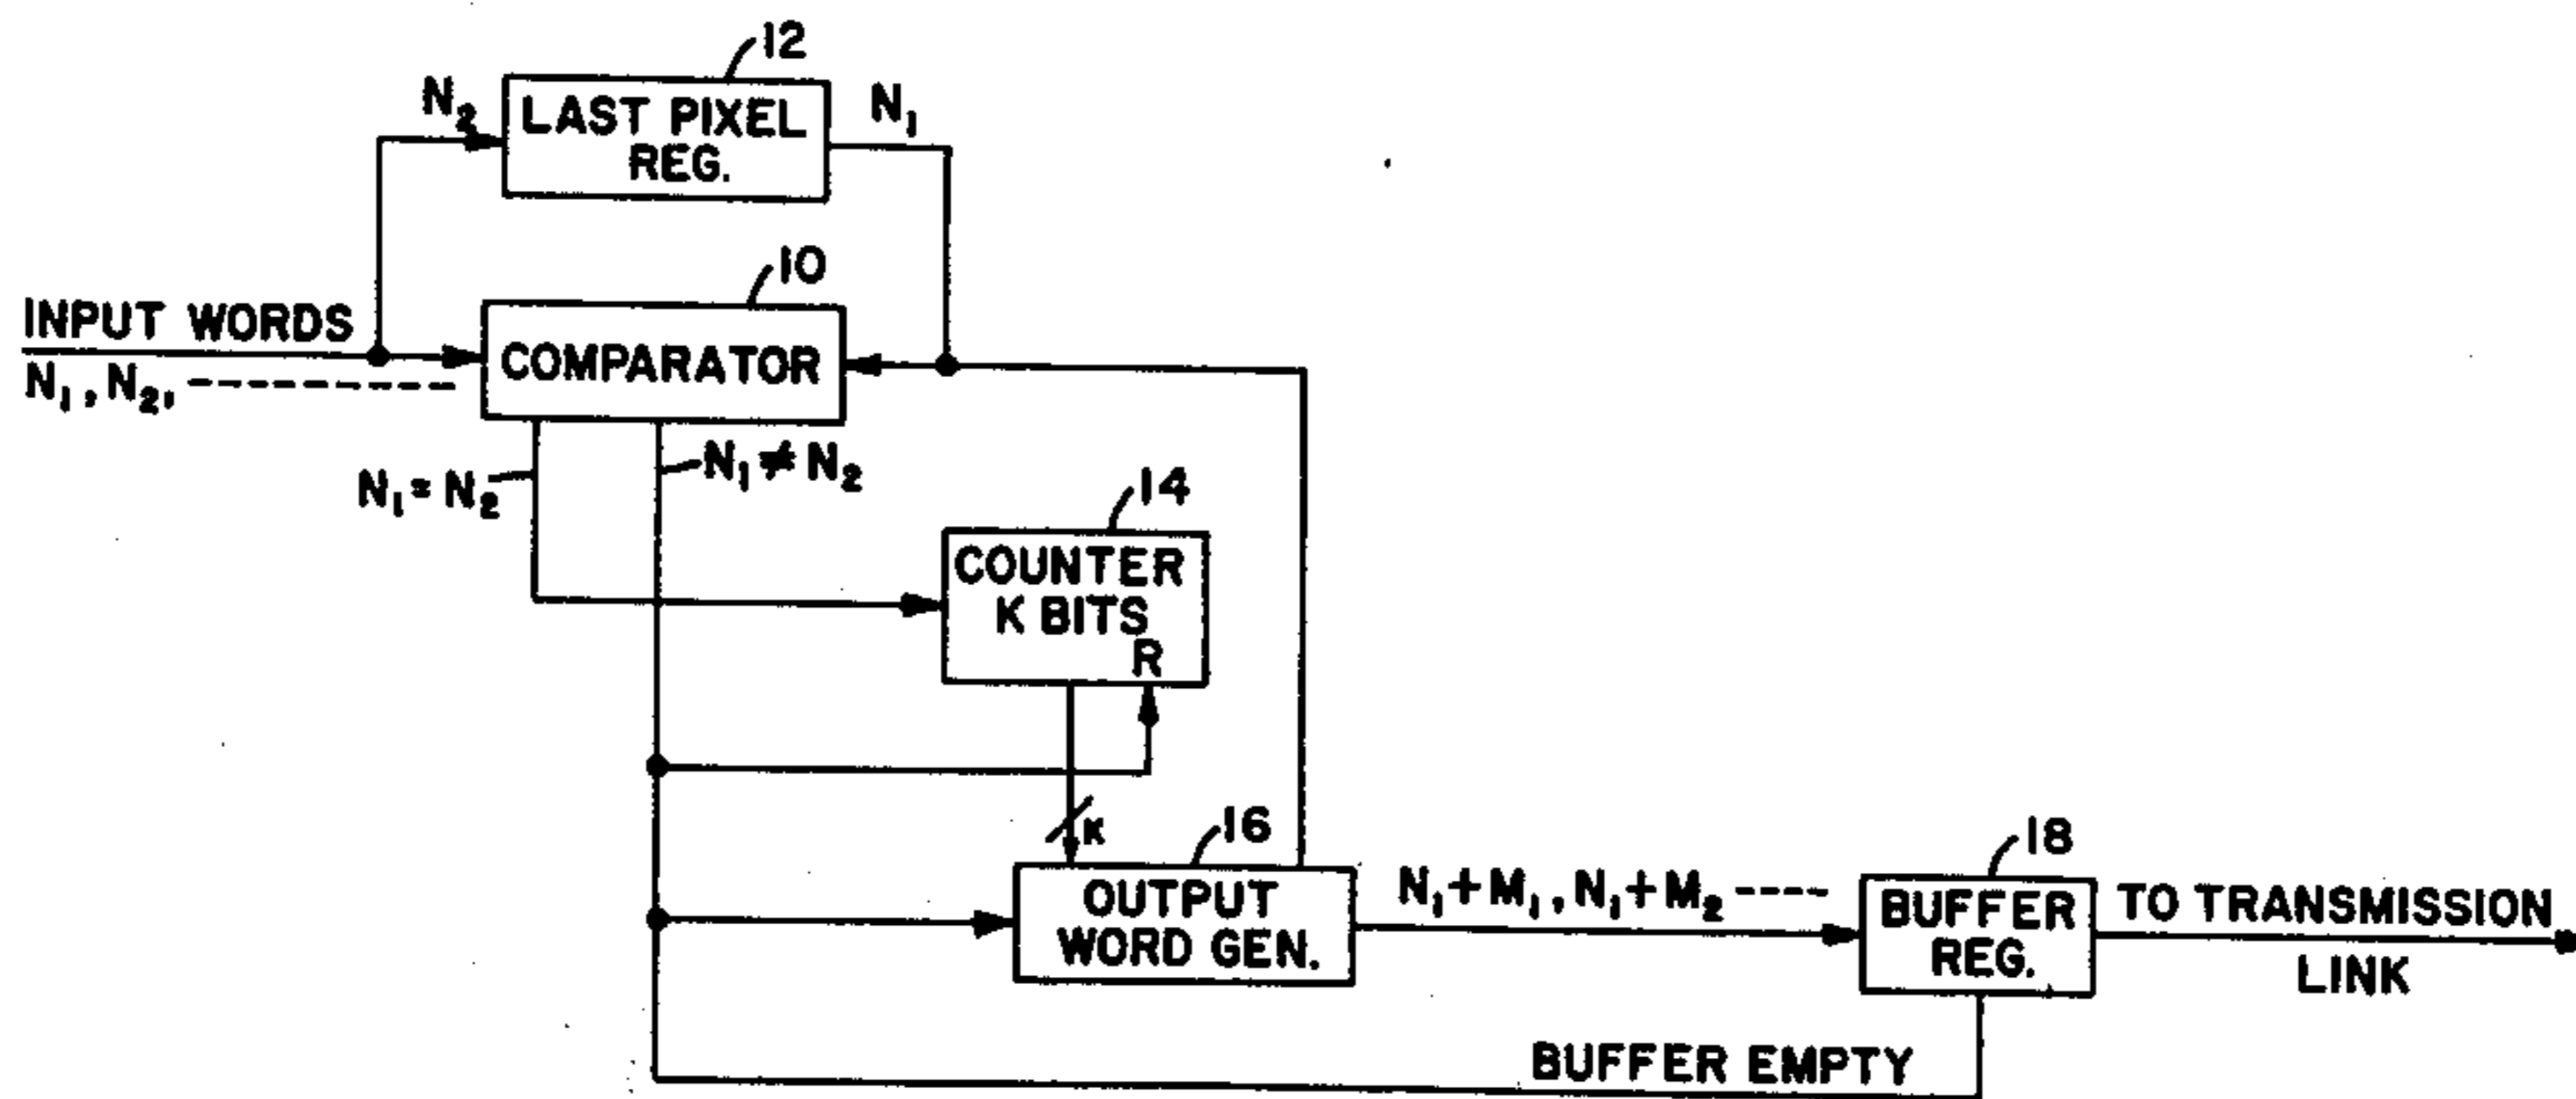 12
N₂
LAST PIXEL
REG.
N₁
10
INPUT WORDS
N₁, N₂, ----------
COMPARATOR
N₁ = N₂
N₁ ≠ N₂
14
COUNTER
K BITS
R
K
16
OUTPUT
WORD GEN.
N₁+M₁, N₁+M₂ ----
18
BUFFER
REG.
TO TRANSMISSION
LINK
BUFFER EMPTY